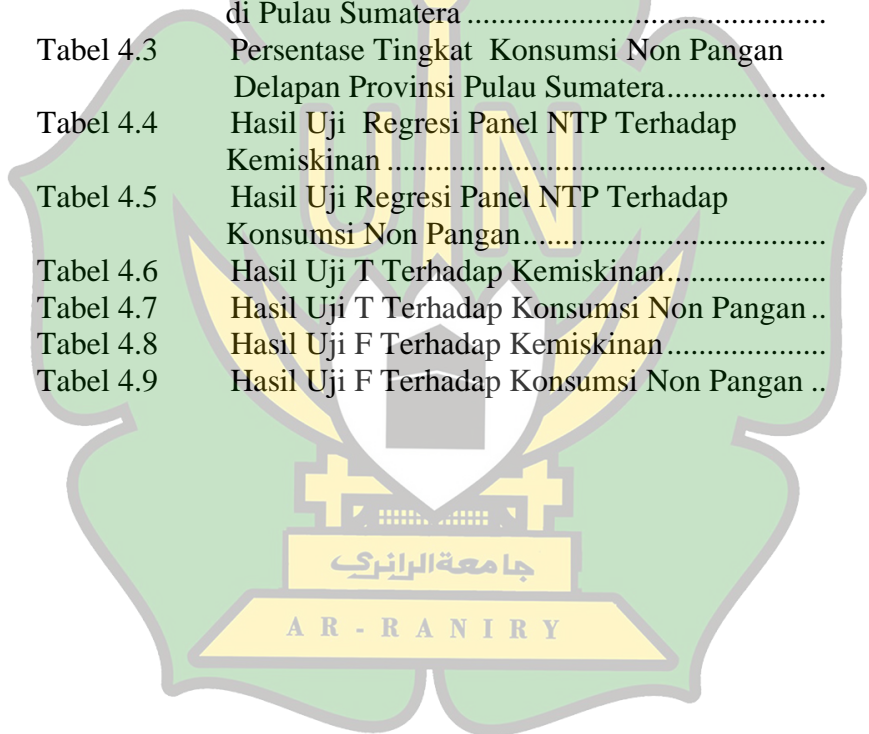 di Pulau Sumatera ............................................
Tabel 4.3 Persentase Tingkat Konsumsi Non Pangan
Delapan Provinsi Pulau Sumatera....................
Tabel 4.4 Hasil Uji Regresi Panel NTP Terhadap
Kemiskinan .......................................................
Tabel 4.5 Hasil Uji Regresi Panel NTP Terhadap
Konsumsi Non Pangan......................................
Tabel 4.6 Hasil Uji T Terhadap Kemiskinan....................
Tabel 4.7 Hasil Uji T Terhadap Konsumsi Non Pangan ..
Tabel 4.8 Hasil Uji F Terhadap Kemiskinan....................
Tabel 4.9 Hasil Uji F Terhadap Konsumsi Non Pangan ..
UIN
جامعةالرانري
AR-RANIRY